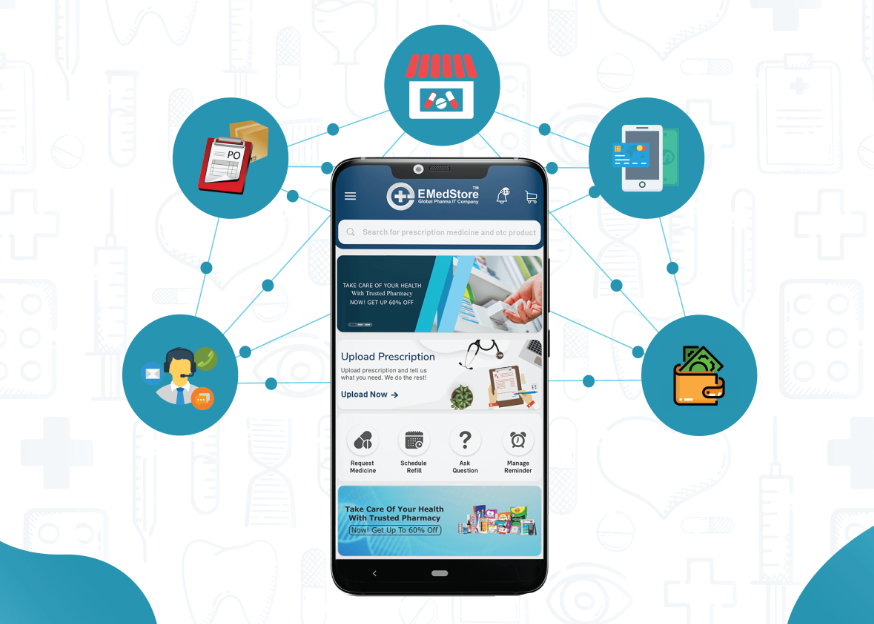 PO
EMedStore™
Global Pharma IT Company
Search for prescription medicine and otc product
TAKE CARE OF YOUR HEALTH
With Trusted Pharmacy
NOW! GET UP 60% OFF
Upload Prescription
Upload prescription and tell us
what you need. We do the rest!
Upload Now →
Request
Medicine
Schedule
Refill
Ask
Question
Manage
Reminder
Take Care Of Your Health
With Trusted Pharmacy
Now! Get Up To 60% Off